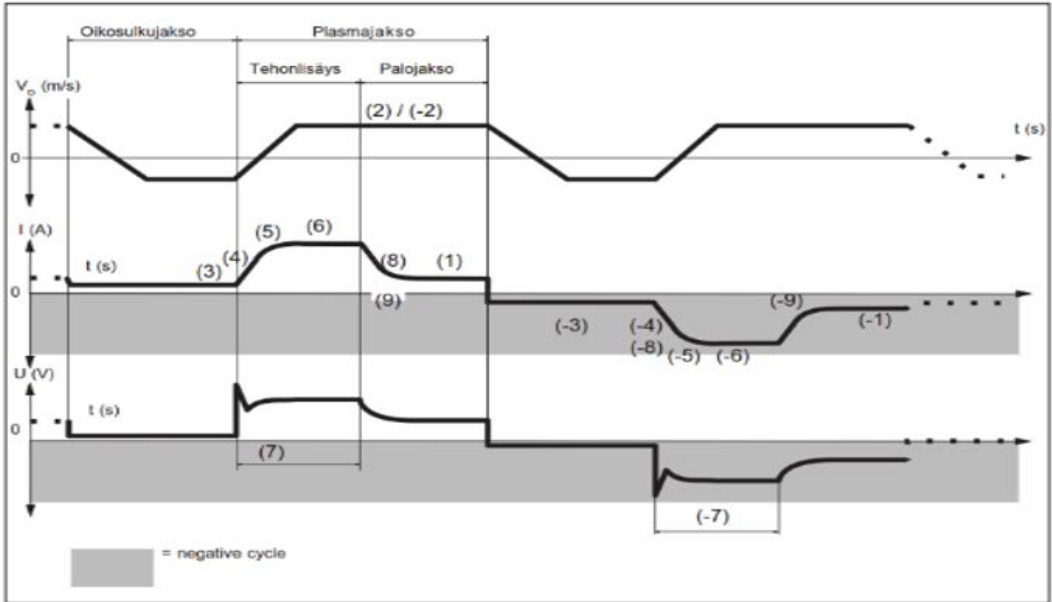 Oikosulkujakso Plasmajakso
Tehonlisäys Palojakso
VD (m/s)
(2) / (-2)
t (s)
0
I (A)
(5) (6)
t (s) (3) (4) (8) (1)
0
(9) (-9)
(-3) (-4) (-1)
(-8) (-5) (-6)
U (V)
t (s)
0
(7)
(-7)
= negative cycle